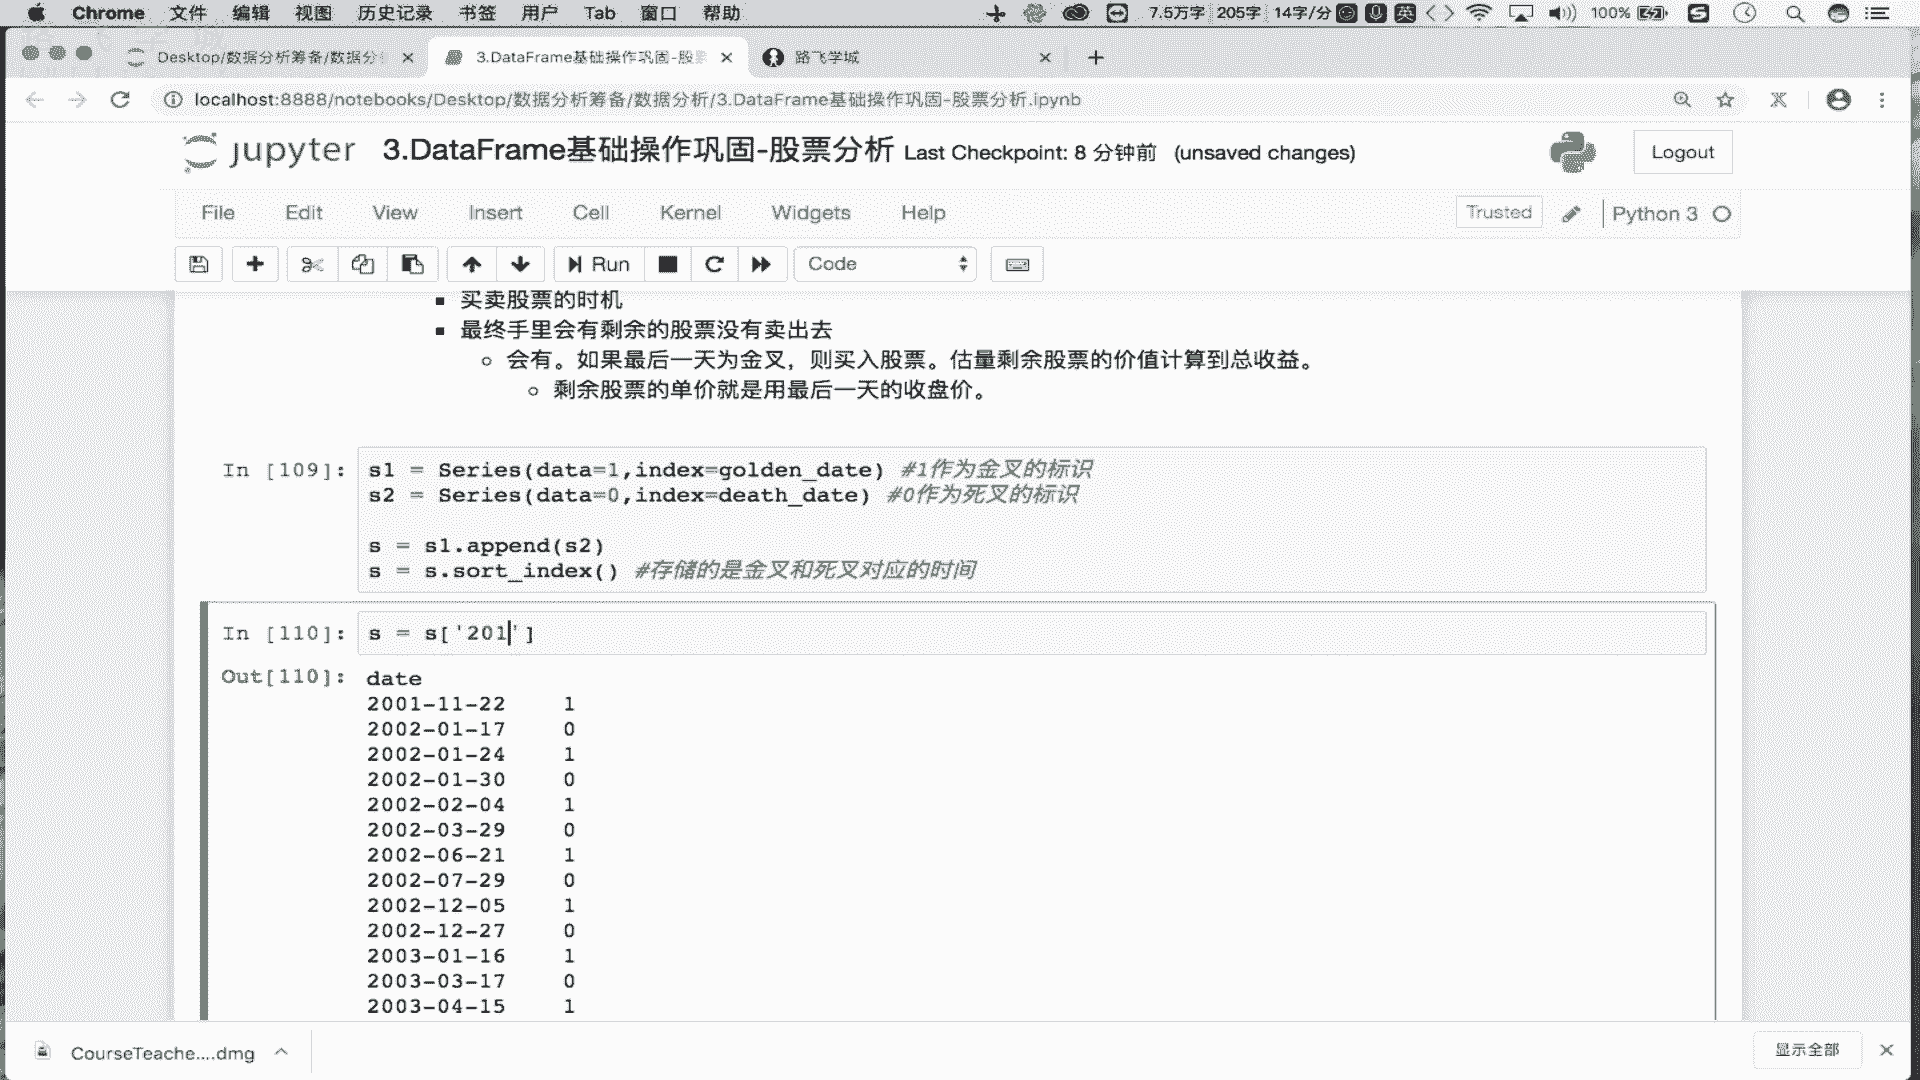 Chrome 文件 编辑 视图 历史记录 书签 用户 Tab 窗口 帮助 7.5万字 205字 14字/分 英 100%
Desktop/数据分析筹备/数据分 3.DataFrame基础操作巩固-股 路飞学城
localhost:8888/notebooks/Desktop/数据分析筹备/数据分析/3.DataFrame基础操作巩固-股票分析.ipynb
jupyter 3.DataFrame基础操作巩固-股票分析 Last Checkpoint: 8 分钟前 (unsaved changes) Logout
File Edit View Insert Cell Kernel Widgets Help Trusted Python 3
Run Code
买卖股票的时机
最终手里会有剩余的股票没有卖出去
会有。如果最后一天为金叉，则买入股票。估量剩余股票的价值计算到总收益。
剩余股票的单价就是用最后一天的收盘价。
In [109]: s1 = Series(data=1,index=golden_date) #1作为金叉的标识
s2 = Series(data=0,index=death_date) #0作为死叉的标识
s = s1.append(s2)
s = s.sort_index() #存储的是金叉和死叉对应的时间
In [110]: s = s['201']
Out[110]: date
2001-11-22 1
2002-01-17 0
2002-01-24 1
2002-01-30 0
2002-02-04 1
2002-03-29 0
2002-06-21 1
2002-07-29 0
2002-12-05 1
2002-12-27 0
2003-01-16 1
2003-03-17 0
2003-04-15 1
CourseTeache....dmg 显示全部